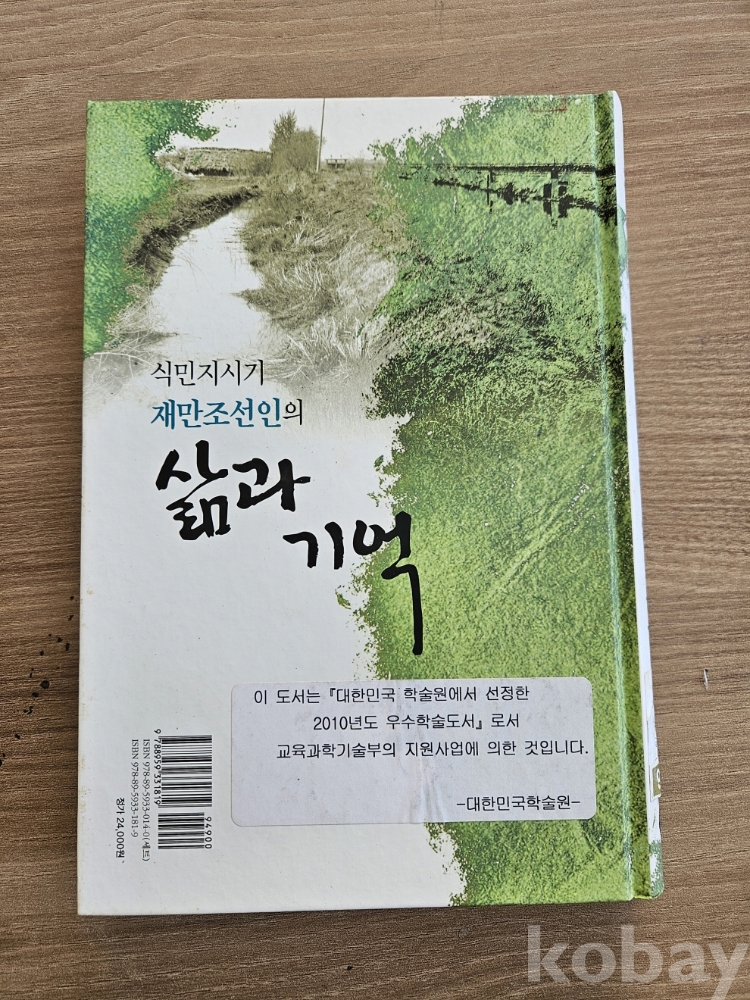 식민지시기
재만조선인의
삶과
기억
이 도서는 『대한민국 학술원에서 선정한
2010년도 우수학술도서』 로서
교육과학기술부의 지원사업에 의한 것입니다.
-대한민국학술원-
9 788959 331819
94900
ISBN 978-89-5933-181-9
ISBN 978-89-5933-014-0(세트)
정가 24,000원
kobay